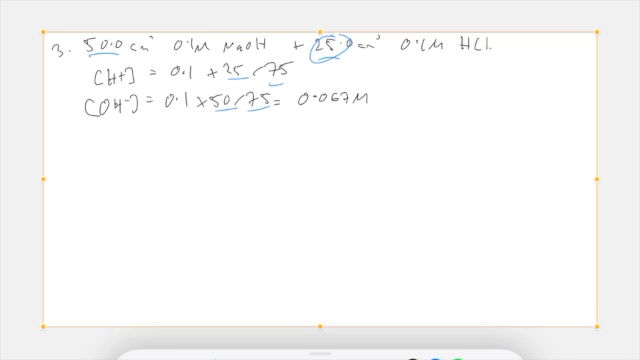 3. 50.0 cm³ 0.1M NaOH + 25.0 cm³ 0.1M HCl.
[H+] = 0.1 × 25/75
[OH-] = 0.1 × 50/75 = 0.067M